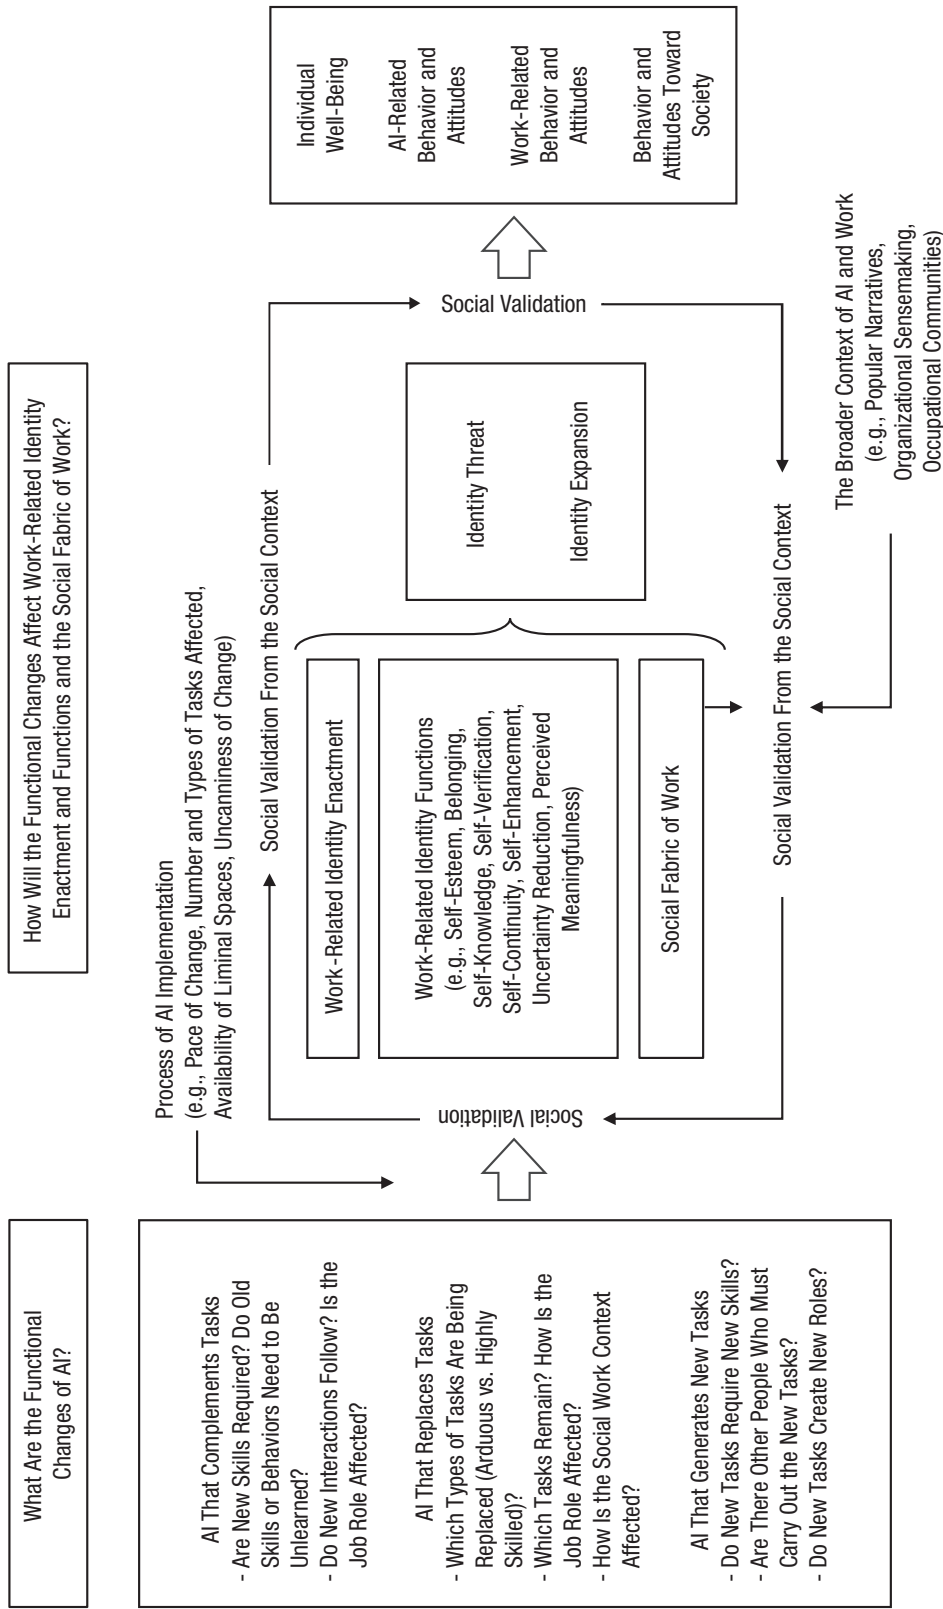 What Are the Functional
Changes of AI?
How Will the Functional Changes Affect Work-Related Identity
Enactment and Functions and the Social Fabric of Work?
AI That Complements Tasks
- Are New Skills Required? Do Old
Skills or Behaviors Need to Be
Unlearned?
- Do New Interactions Follow? Is the
Job Role Affected?
AI That Replaces Tasks
- Which Types of Tasks Are Being
Replaced (Arduous vs. Highly
Skilled)?
- Which Tasks Remain? How Is the
Job Role Affected?
- How Is the Social Work Context
Affected?
AI That Generates New Tasks
- Do New Tasks Require New Skills?
- Are There Other People Who Must
Carry Out the New Tasks?
- Do New Tasks Create New Roles?
Process of AI Implementation
(e.g., Pace of Change, Number and Types of Tasks Affected,
Availability of Liminal Spaces, Uncanniness of Change)
Social Validation From the Social Context
Social Validation
Work-Related Identity Enactment
Work-Related Identity Functions
(e.g., Self-Esteem, Belonging,
Self-Knowledge, Self-Verification,
Self-Continuity, Self-Enhancement,
Uncertainty Reduction, Perceived
Meaningfulness)
Social Fabric of Work
Identity Threat
Identity Expansion
Social Validation
Social Validation From the Social Context
The Broader Context of AI and Work
(e.g., Popular Narratives,
Organizational Sensemaking,
Occupational Communities)
Individual
Well-Being
AI-Related
Behavior and
Attitudes
Work-Related
Behavior and
Attitudes
Behavior and
Attitudes Toward
Society